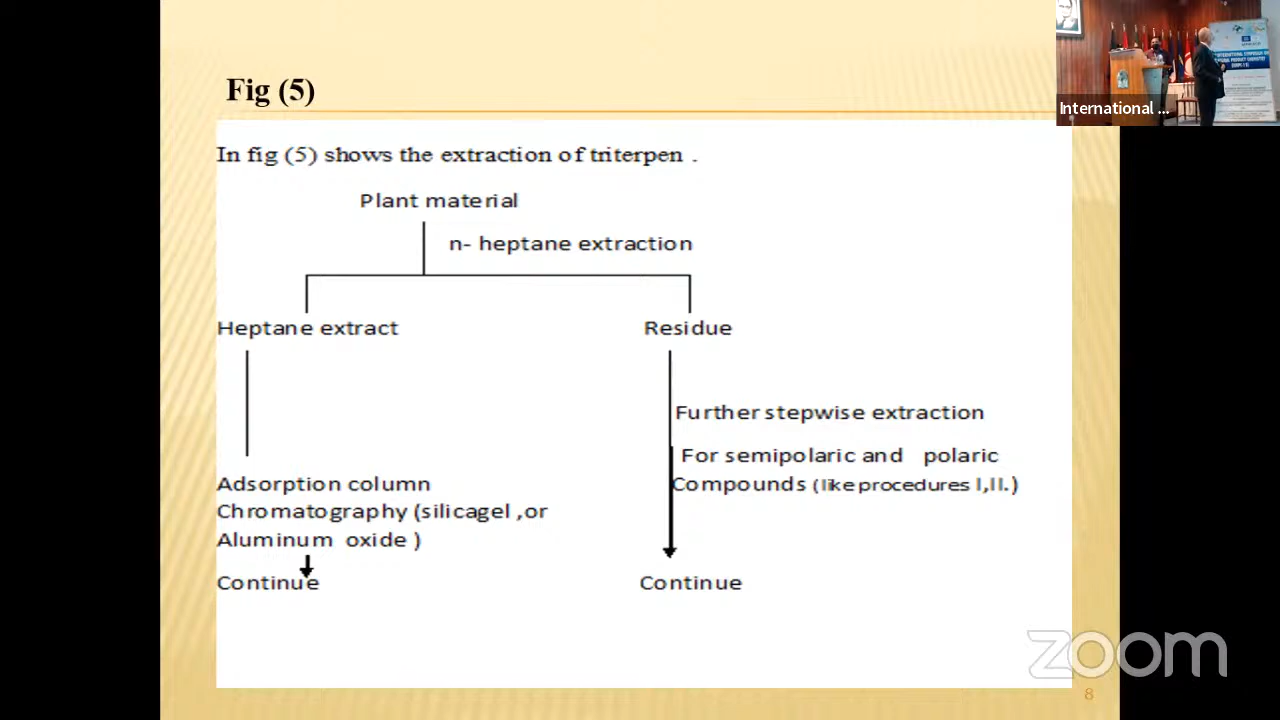 Fig (5)
In fig (5) shows the extraction of triterpen .
Plant material
n- heptane extraction
Heptane extract
Residue
Further stepwise extraction
For semipolaric and polaric
Compounds (like procedures I,II.)
Adsorption column
Chromatography (silicagel ,or
Aluminum oxide )
Continue
Continue
International ...
zoom
8